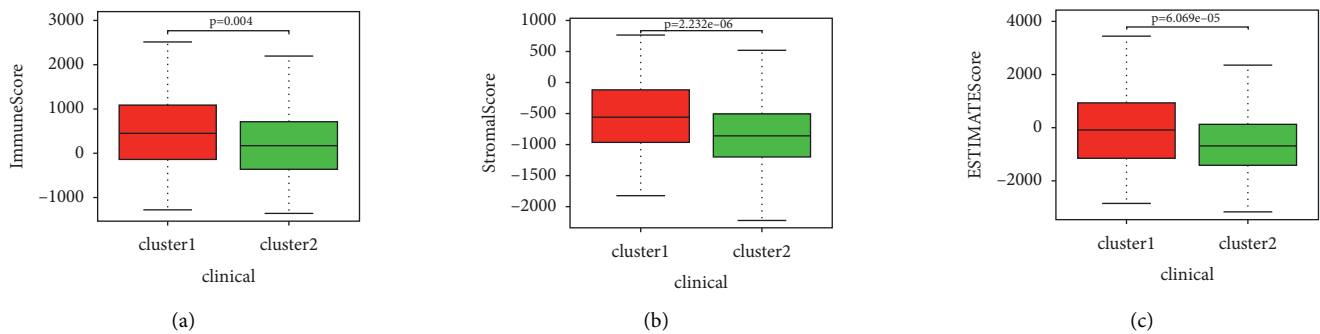 p=0.004
3000
2000
1000
0
−1000
ImmuneScore
cluster1 cluster2
clinical
(a)
p=2.232e−06
1000
500
0
−500
−1000
−1500
−2000
StromalScore
cluster1 cluster2
clinical
(b)
p=6.069e−05
4000
2000
0
−2000
ESTIMATEScore
cluster1 cluster2
clinical
(c)